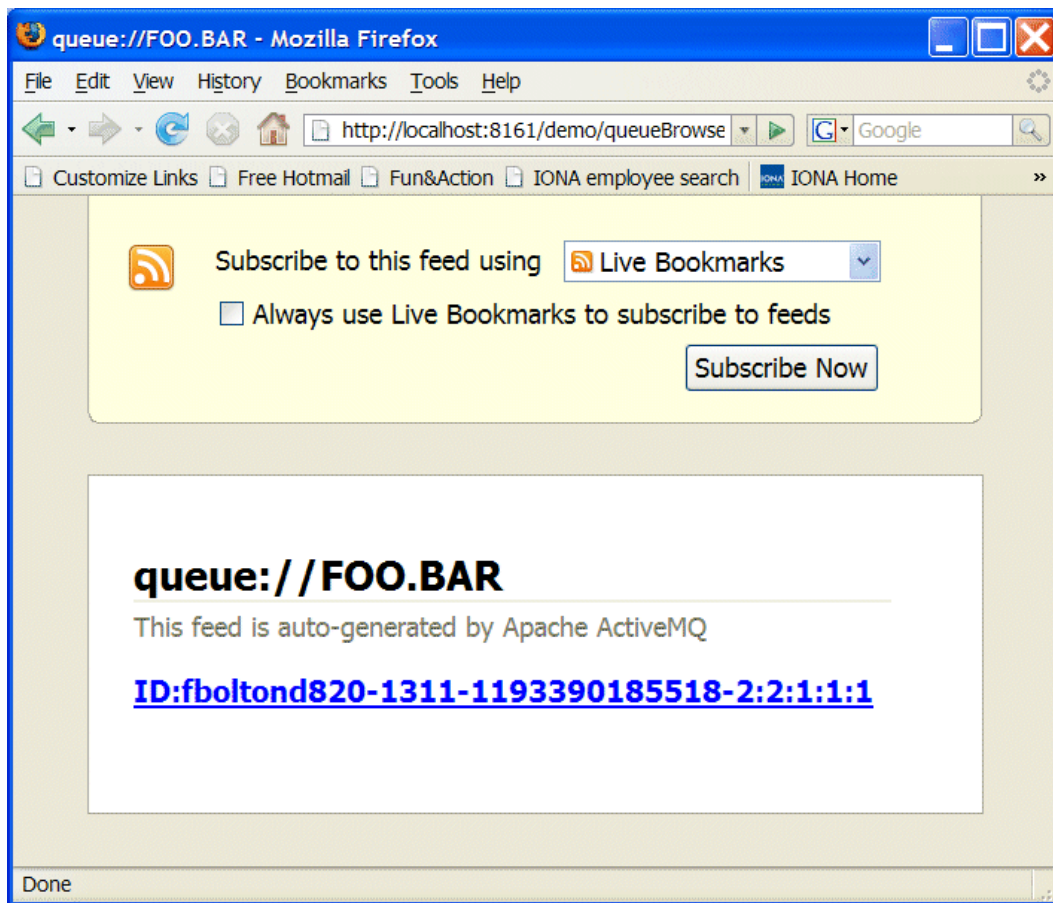 queue://FOO.BAR - Mozilla Firefox
File Edit View History Bookmarks Tools Help
http://localhost:8161/demo/queueBrowse G Google
Customize Links Free Hotmail Fun&Action IONA employee search IONA IONA Home »
Subscribe to this feed using Live Bookmarks
Always use Live Bookmarks to subscribe to feeds
Subscribe Now
queue://FOO.BAR
This feed is auto-generated by Apache ActiveMQ
ID:fboltond820-1311-1193390185518-2:2:1:1:1
Done